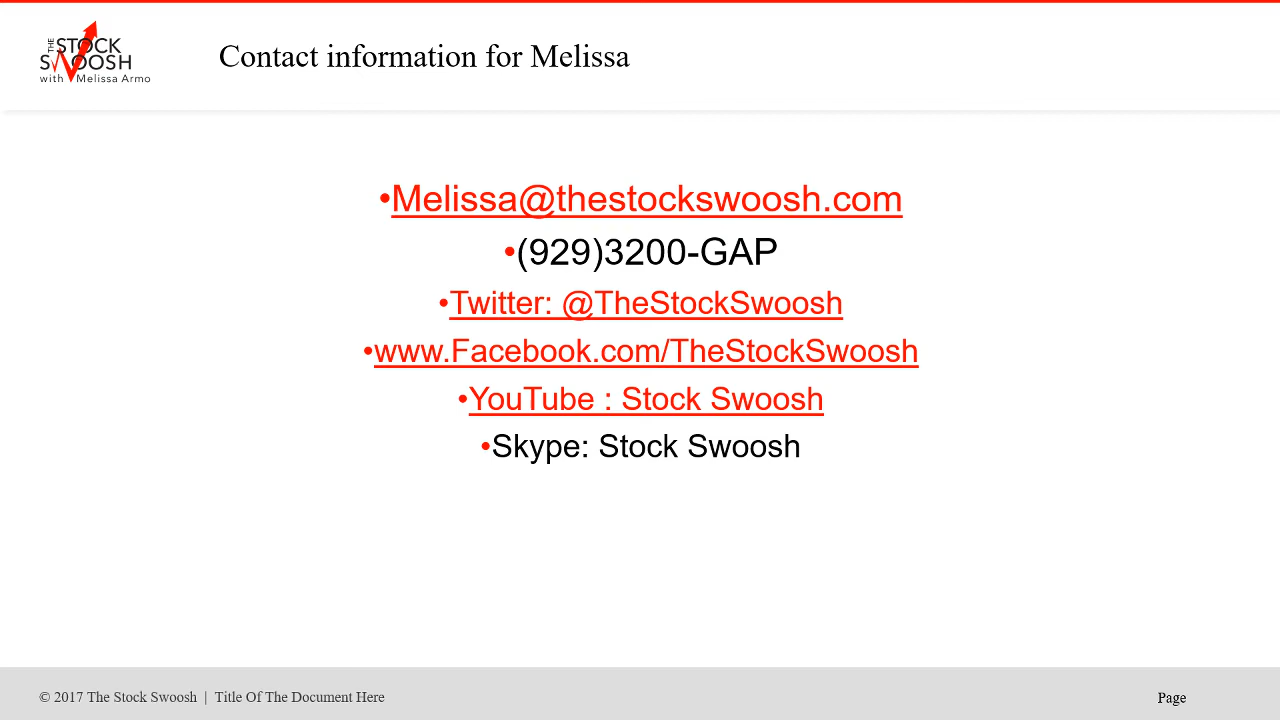 THE STOCK
SWOOSH
with Melissa Armo
Contact information for Melissa
•Melissa@thestockswoosh.com
•(929)3200-GAP
•Twitter: @TheStockSwoosh
•www.Facebook.com/TheStockSwoosh
•YouTube : Stock Swoosh
•Skype: Stock Swoosh
© 2017 The Stock Swoosh | Title Of The Document Here
Page